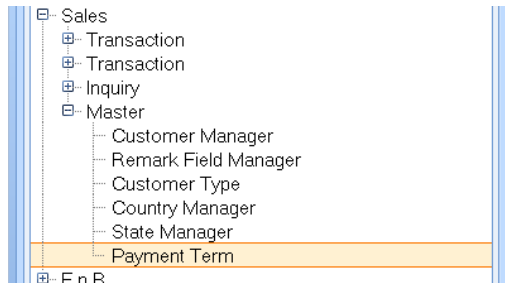 Sales
Transaction
Transaction
Inquiry
Master
Customer Manager
Remark Field Manager
Customer Type
Country Manager
State Manager
Payment Term
E n B